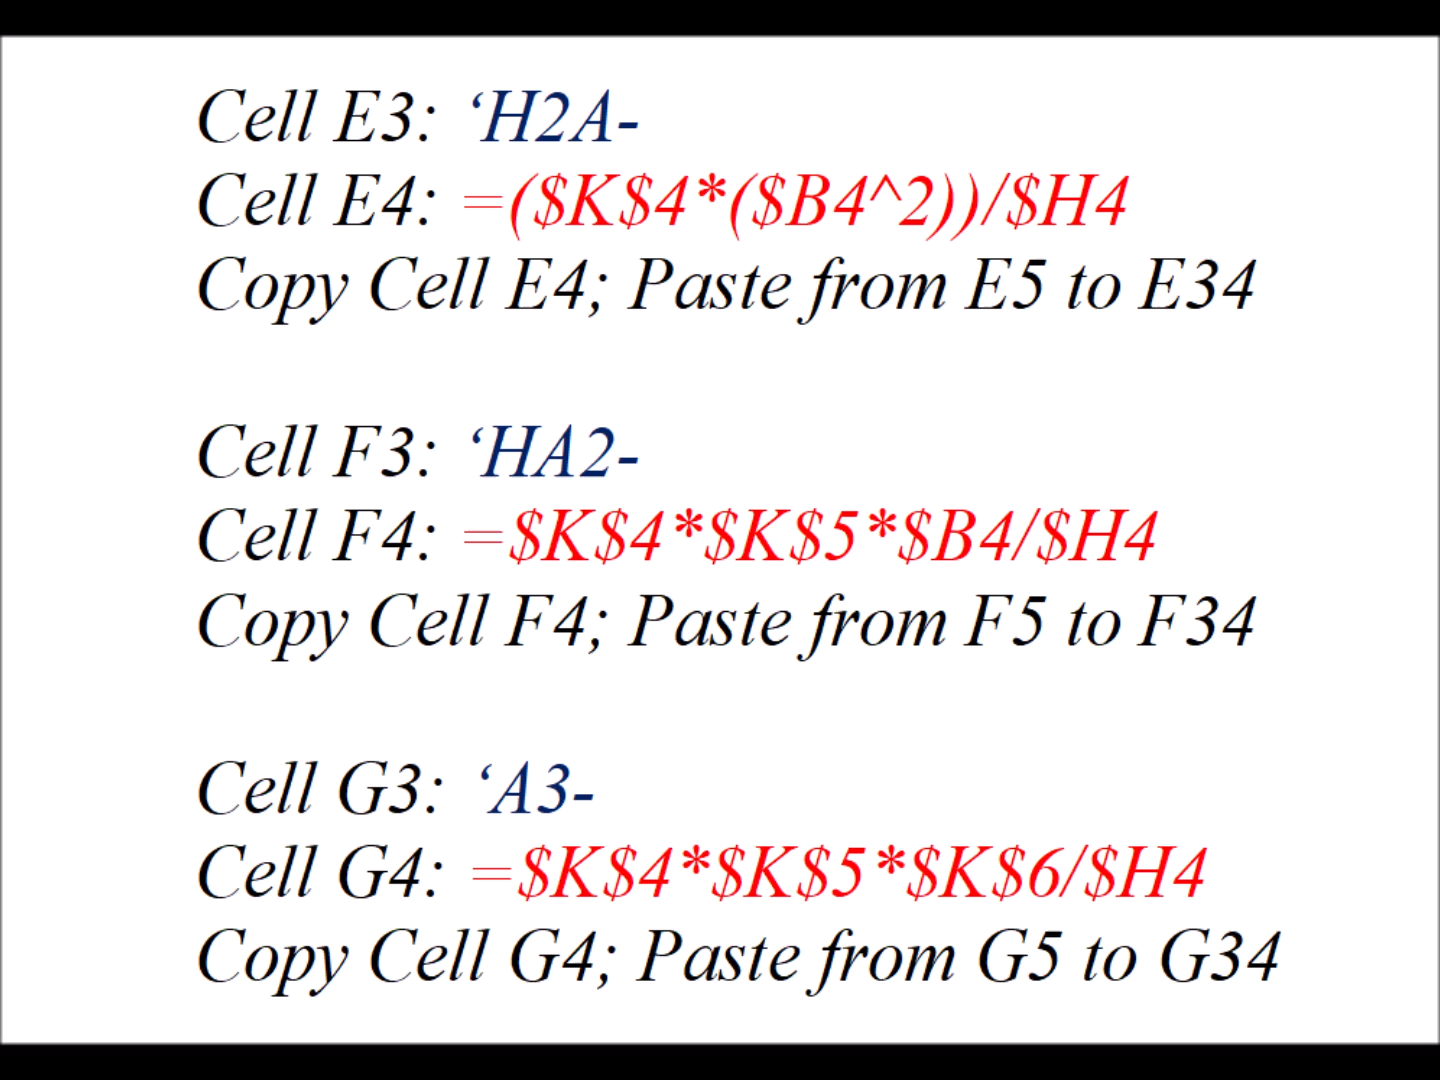 Cell E3: ‘H2A-
Cell E4: =($K$4*($B4^2))/$H4
Copy Cell E4; Paste from E5 to E34
Cell F3: ‘HA2-
Cell F4: =$K$4*$K$5*$B4/$H4
Copy Cell F4; Paste from F5 to F34
Cell G3: ‘A3-
Cell G4: =$K$4*$K$5*$K$6/$H4
Copy Cell G4; Paste from G5 to G34